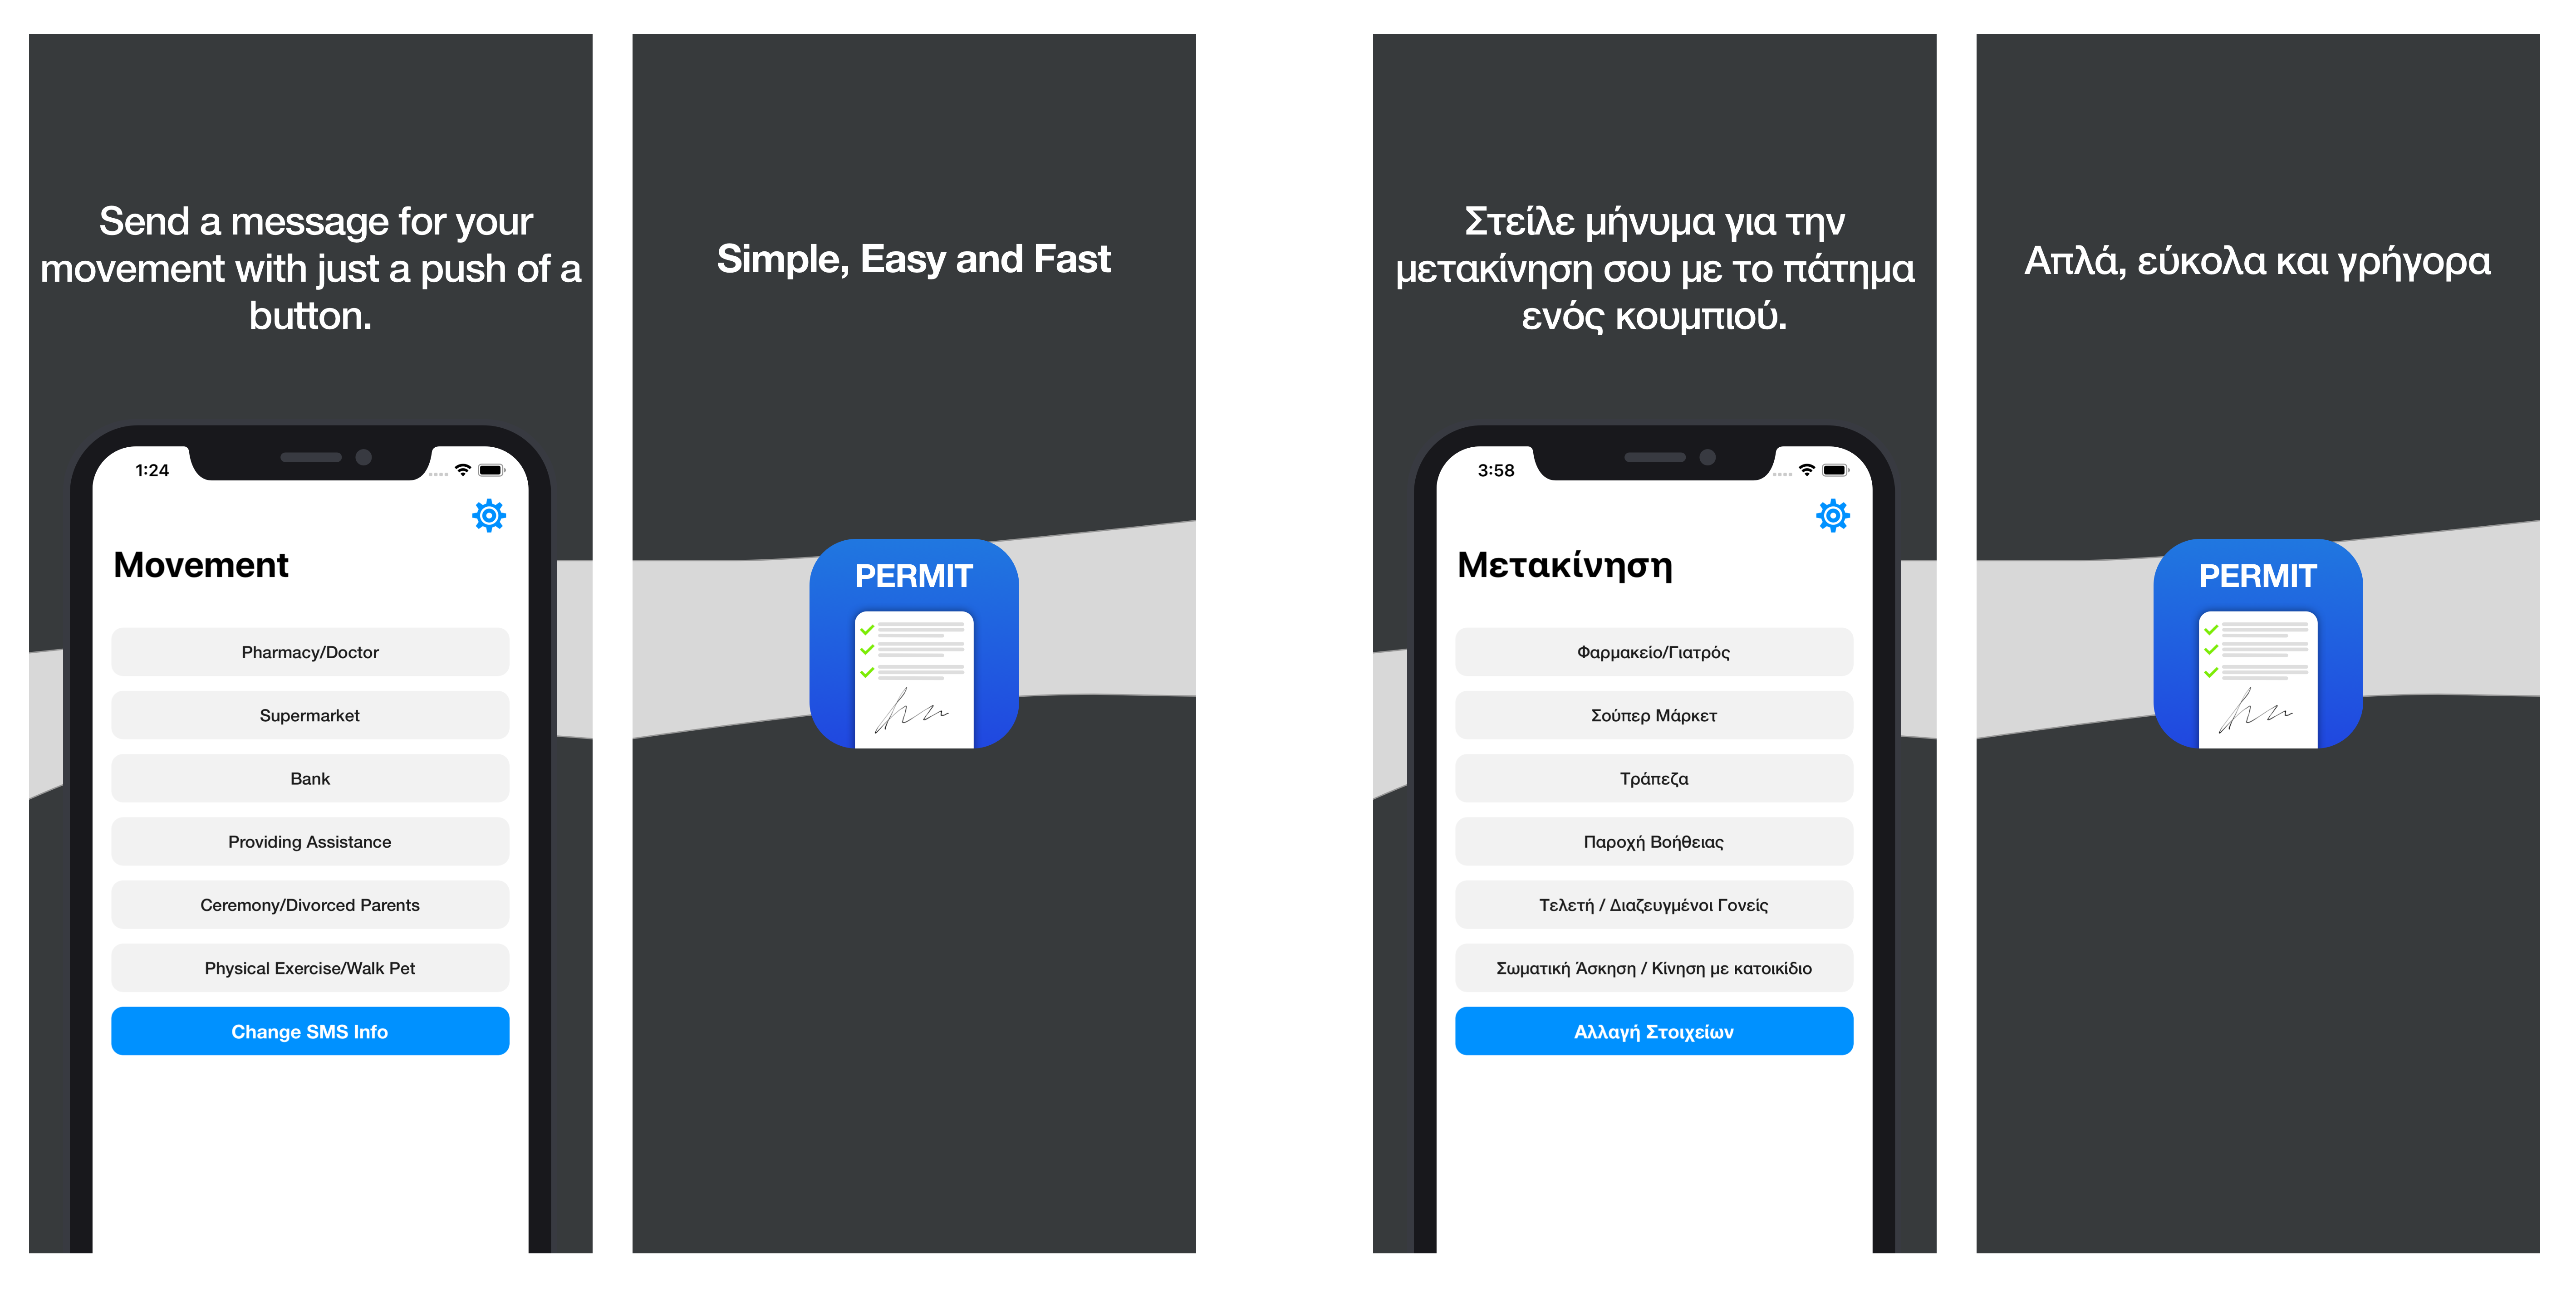 Send a message for your
movement with just a push of a
button.
1:24
Movement
Pharmacy/Doctor
Supermarket
Bank
Providing Assistance
Ceremony/Divorced Parents
Physical Exercise/Walk Pet
Change SMS Info
Simple, Easy and Fast
PERMIT
Στείλε μήνυμα για την
μετακίνηση σου με το πάτημα
ενός κουμπιού.
3:58
Μετακίνηση
Φαρμακείο/Γιατρός
Σούπερ Μάρκετ
Τράπεζα
Παροχή Βοήθειας
Τελετή / Διαζευγμένοι Γονείς
Σωματική Άσκηση / Κίνηση με κατοικίδιο
Αλλαγή Στοιχείων
Απλά, εύκολα και γρήγορα
PERMIT